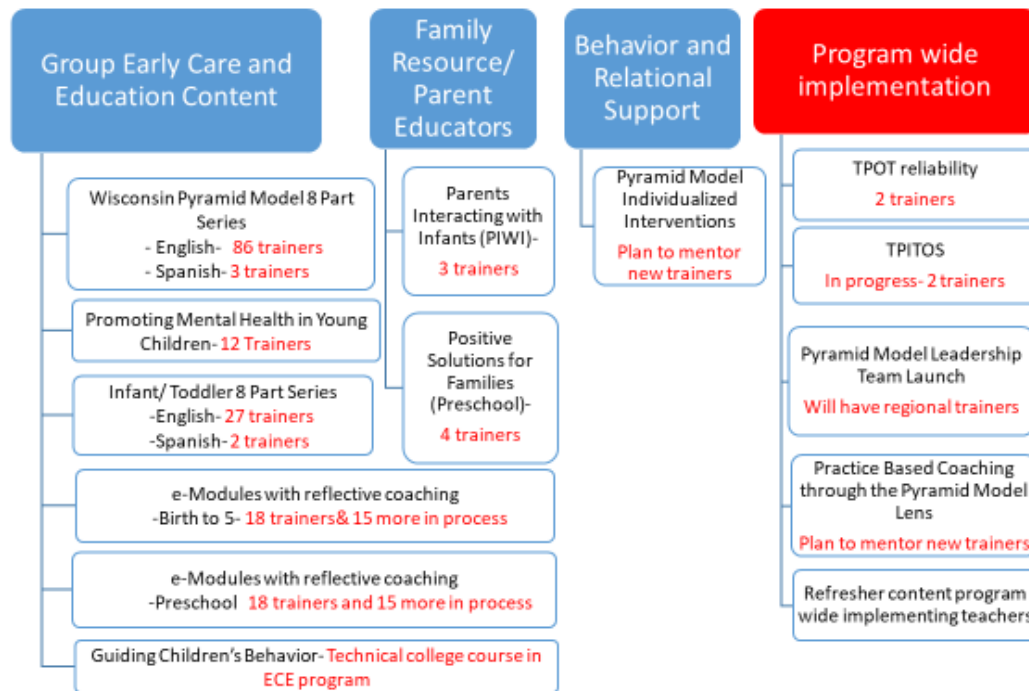 Group Early Care and
Education Content
Wisconsin Pyramid Model 8 Part
Series
- English- 86 trainers
- Spanish- 3 trainers
Promoting Mental Health in Young
Children- 12 Trainers
Infant/ Toddler 8 Part Series
-English- 27 trainers
-Spanish- 2 trainers
e-Modules with reflective coaching
-Birth to 5- 18 trainers& 15 more in process
e-Modules with reflective coaching
-Preschool 18 trainers and 15 more in process
Guiding Children's Behavior- Technical college course in
ECE program
Family
Resource/
Parent
Educators
Parents
Interacting with
Infants (PIWI)-
3 trainers
Positive
Solutions for
Families
(Preschool)-
4 trainers
Behavior and
Relational
Support
Pyramid Model
Individualized
Interventions
Plan to mentor
new trainers
Program wide
implementation
TPOT reliability
2 trainers
TPITOS
In progress- 2 trainers
Pyramid Model Leadership
Team Launch
Will have regional trainers
Practice Based Coaching
through the Pyramid Model
Lens
Plan to mentor new trainers
Refresher content program
wide implementing teachers